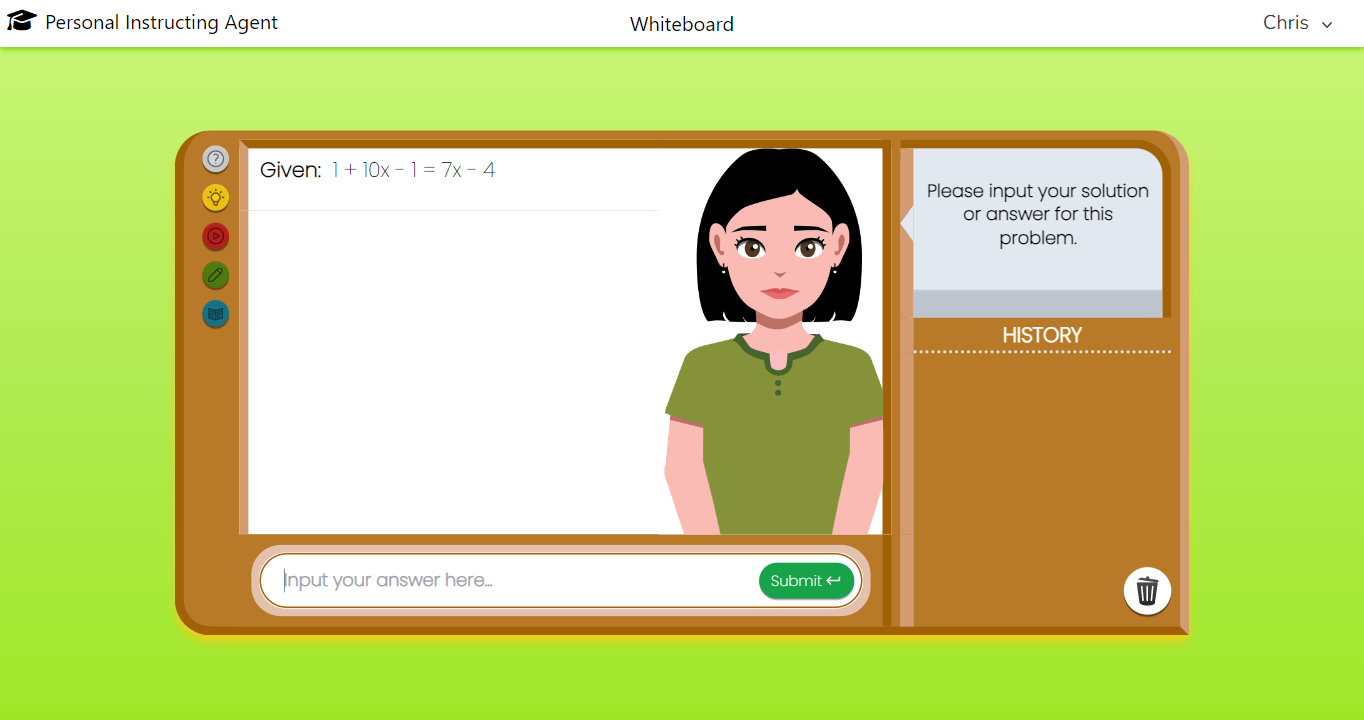 Personal Instructing Agent
Whiteboard
Chris
Given: 1 + 10x - 1 = 7x - 4
Please input your solution
or answer for this
problem.
HISTORY
Input your answer here...
Submit ↵